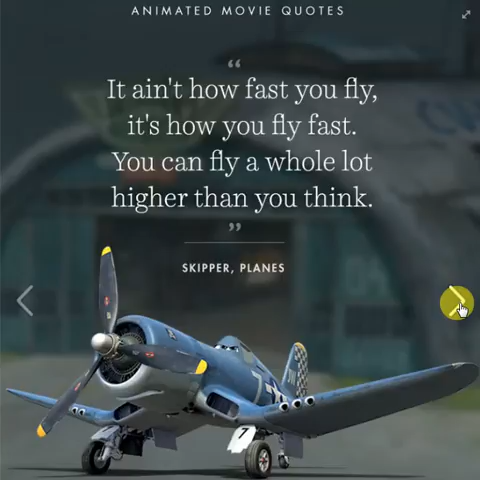 ANIMATED MOVIE QUOTES
“
It ain't how fast you fly,
it's how you fly fast.
You can fly a whole lot
higher than you think.
”
SKIPPER, PLANES
7
7